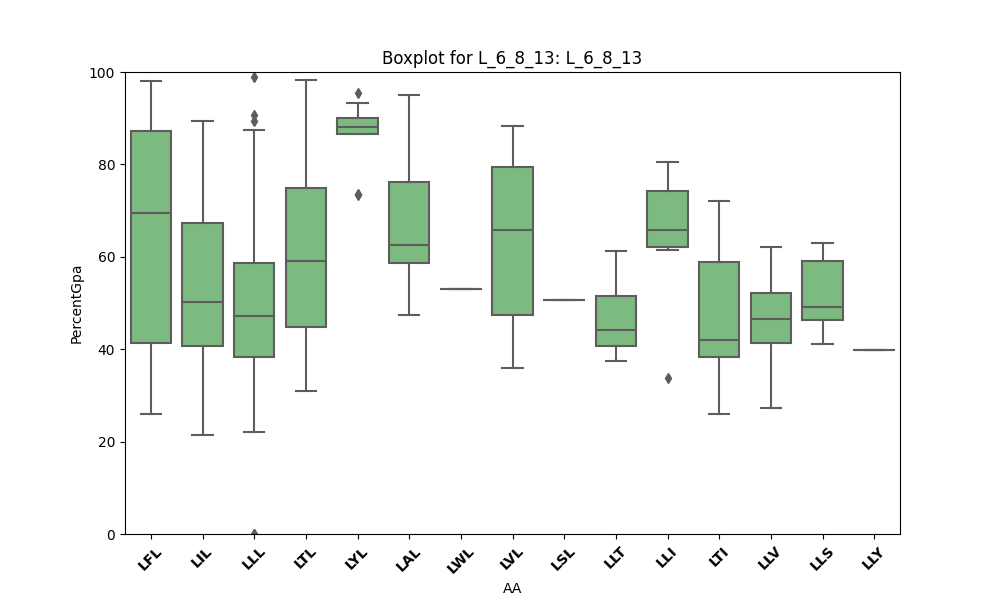 Boxplot for L_6_8_13: L_6_8_13
PercentGpa
100
80
60
40
20
0
LFL LIL LLL LTL LYL LAL LWL LVL LSL LLT LLI LTI LLV LLS LLY
AA